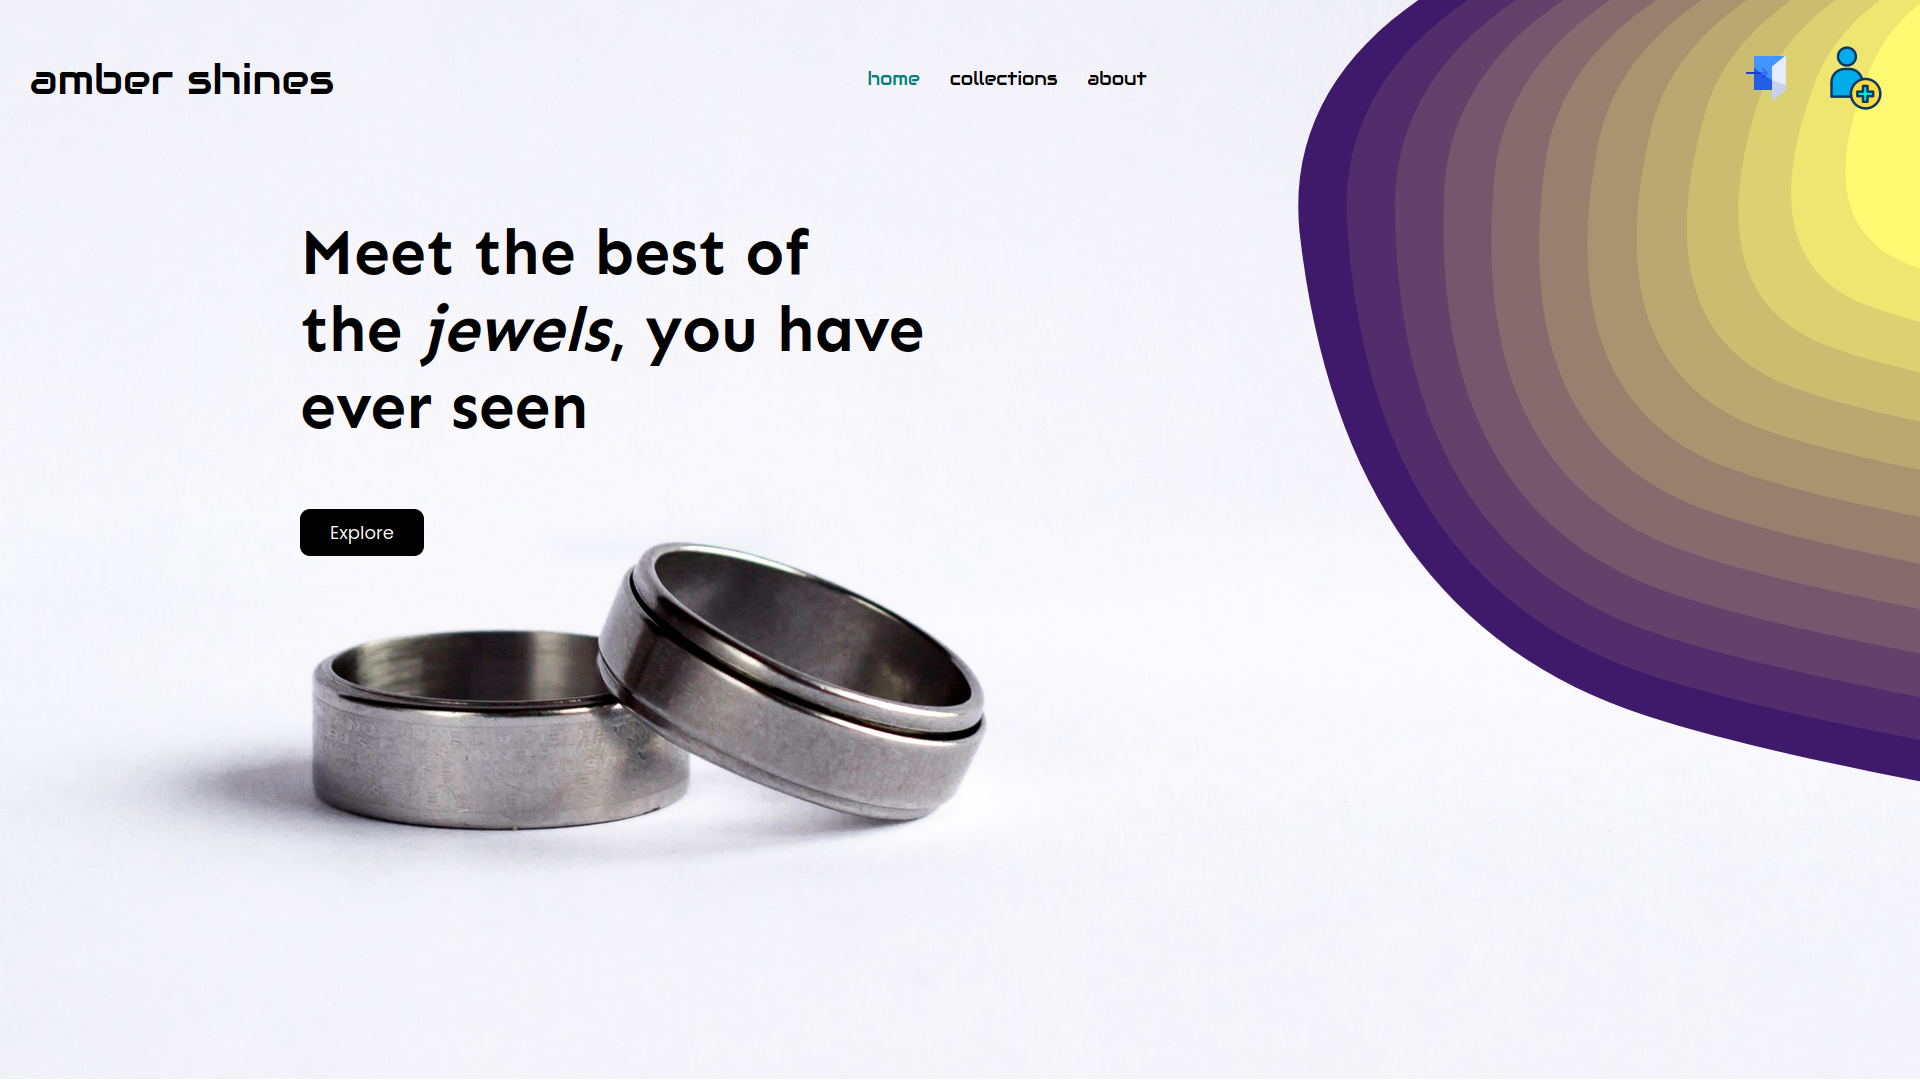 amber shines
home collections about
Meet the best of
the jewels, you have
ever seen
Explore